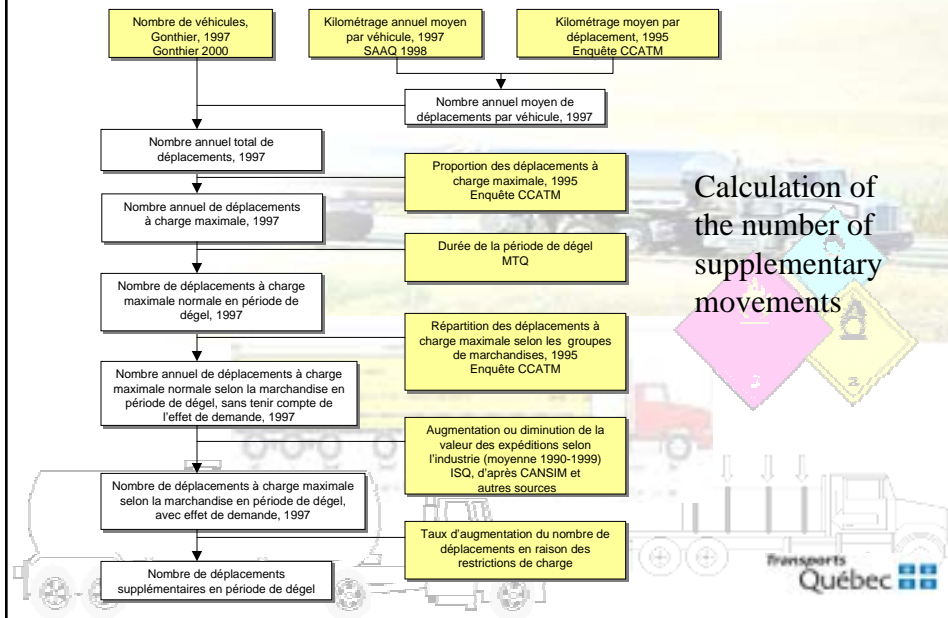 Nombre de véhicules,
Gonthier, 1997
Gonthier 2000
Kilométrage annuel moyen
par véhicule, 1997
SAAQ 1998
Kilométrage moyen par
déplacement, 1995
Enquête CCATM
Nombre annuel moyen de
déplacements par véhicule, 1997
Nombre annuel total de
déplacements, 1997
Proportion des déplacements à
charge maximale, 1995
Enquête CCATM
Nombre annuel de déplacements
à charge maximale, 1997
Durée de la période de dégel
MTQ
Nombre de déplacements à charge
maximale normale en période de
dégel, 1997
Répartition des déplacements à
charge maximale selon les groupes
de marchandises, 1995
Enquête CCATM
Nombre annuel de déplacements à charge
maximale normale selon la marchandise en
période de dégel, sans tenir compte de
l'effet de demande, 1997
Augmentation ou diminution de la
valeur des expéditions selon
l'industrie (moyenne 1990-1999)
ISQ, d'après CANSIM et
autres sources
Nombre de déplacements à charge maximale
selon la marchandise en période de dégel,
avec effet de demande, 1997
Taux d'augmentation du nombre de
déplacements en raison des
restrictions de charge
Nombre de déplacements
supplémentaires en période de dégel
Calculation of
the number of
supplementary
movements
3
2
Transports
Québec